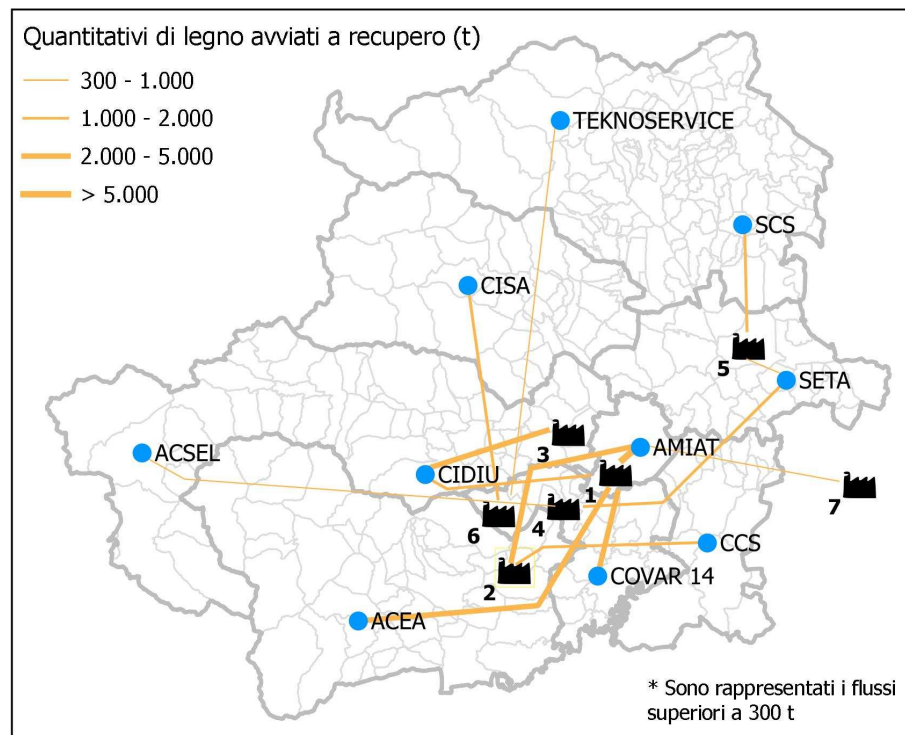 Quantitativi di legno avviati a recupero (t)
300 - 1.000
1.000 - 2.000
2.000 - 5.000
> 5.000
TEKNOSERVICE
SCS
CISA
5
SETA
ACSEL
3
AMIAT
CIDIU
1
7
4
6
CCS
2
COVAR 14
ACEA
* Sono rappresentati i flussi
superiori a 300 t